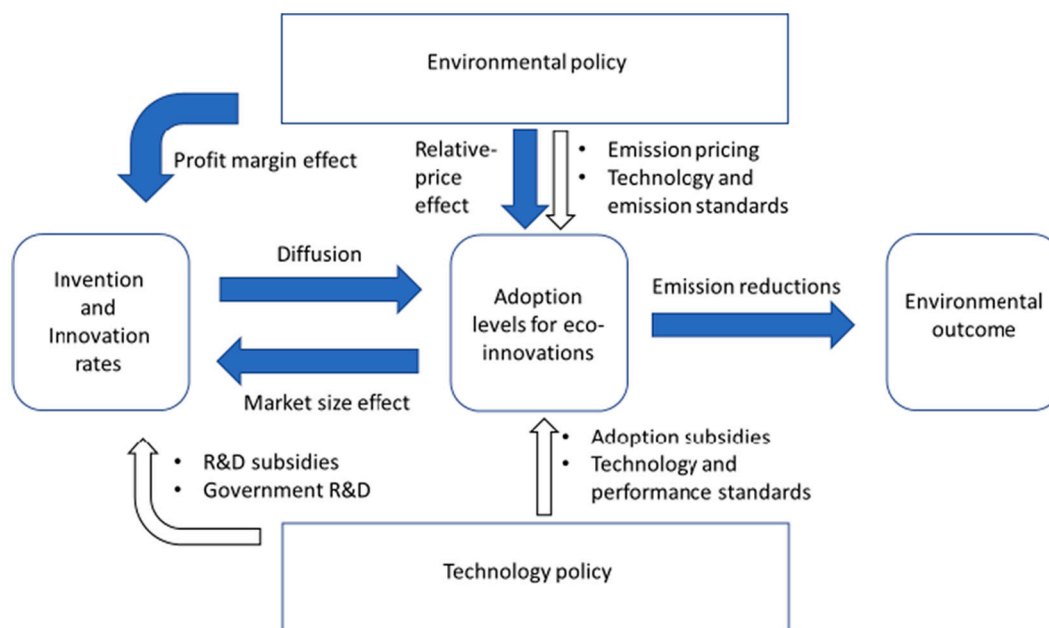 Environmental policy
Profit margin effect
Relative-
price
effect
• Emission pricing
• Technology and
emission standards
Invention
and
Innovation
rates
Diffusion
Market size effect
Adoption
levels for eco-
innovations
Emission reductions
Environmental
outcome
• R&D subsidies
• Government R&D
• Adoption subsidies
• Technology and
performance standards
Technology policy